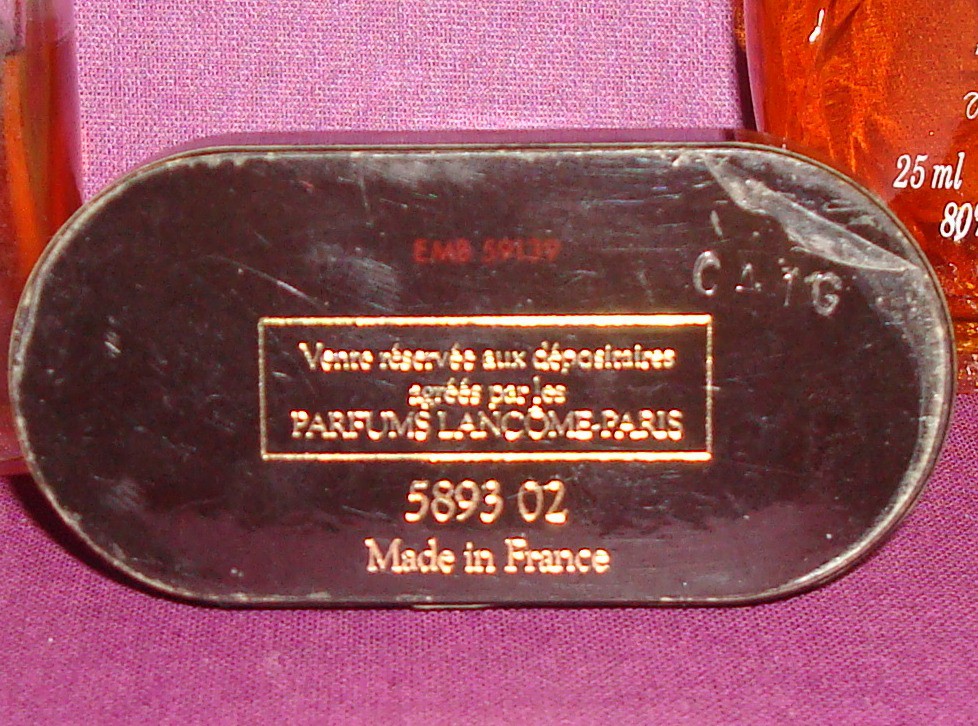 25 ml
EMB 59139
Vente réservée aux dépositaires
agréés par les
PARFUMS LANCÔME-PARIS
5893 02
Made in France